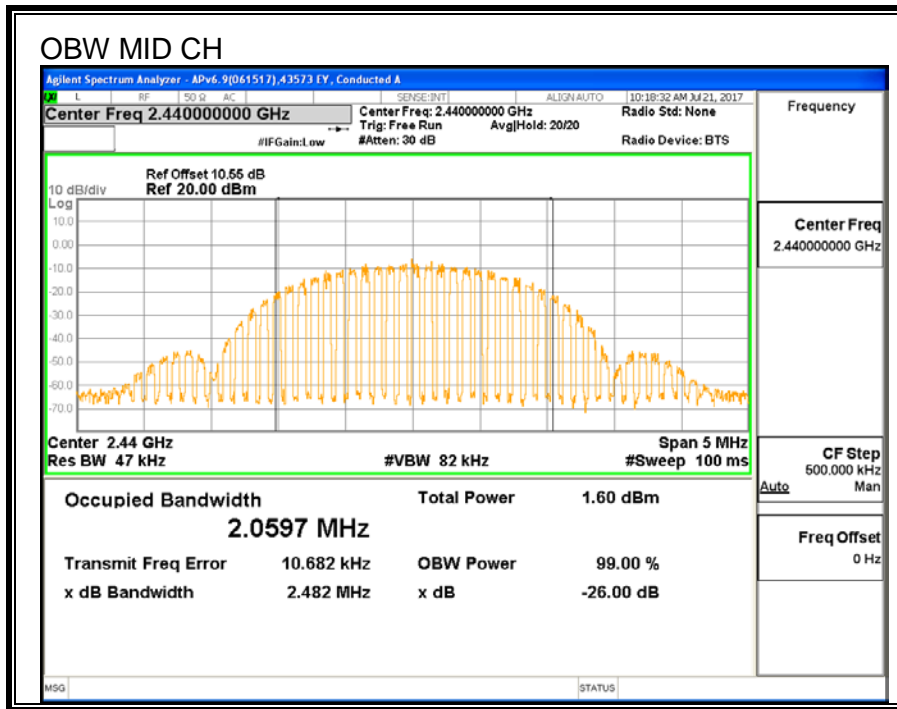 OBW MID CH
Agilent Spectrum Analyzer - APv6.9(061517),43573 EY, Conducted A
L RF 50 Ω AC SENSE:INT ALIGN AUTO 10:18:32 AM Jul 21, 2017
Center Freq 2.440000000 GHz
Center Freq: 2.440000000 GHz
Radio Std: None
Trig: Free Run Avg|Hold: 20/20
#IFGain:Low #Atten: 30 dB Radio Device: BTS
Ref Offset 10.55 dB
10 dB/div Ref 20.00 dBm
Log
10.0
0.00
-10.0
-20.0
-30.0
-40.0
-50.0
-60.0
-70.0
Center 2.44 GHz Span 5 MHz
Res BW 47 kHz #VBW 82 kHz #Sweep 100 ms
Occupied Bandwidth Total Power 1.60 dBm
2.0597 MHz
Transmit Freq Error 10.682 kHz OBW Power 99.00 %
x dB Bandwidth 2.482 MHz x dB -26.00 dB
MSG STATUS
Frequency
Center Freq
2.440000000 GHz
CF Step
500.000 kHz
Auto Man
Freq Offset
0 Hz